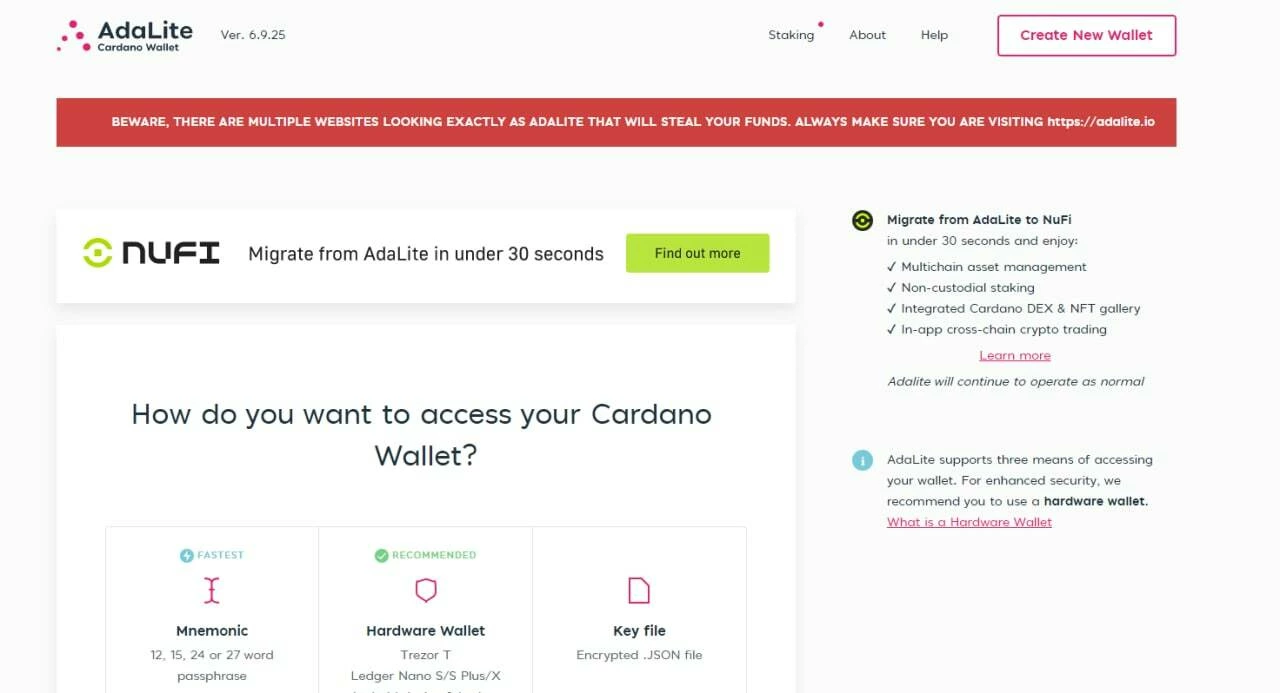 AdaLite
Cardano Wallet
Ver. 6.9.25
Staking
About
Help
Create New Wallet
BEWARE, THERE ARE MULTIPLE WEBSITES LOOKING EXACTLY AS ADALITE THAT WILL STEAL YOUR FUNDS. ALWAYS MAKE SURE YOU ARE VISITING https://adalite.io
NUFI
Migrate from AdaLite in under 30 seconds
Find out more
How do you want to access your Cardano
Wallet?
FASTEST
Mnemonic
12, 15, 24 or 27 word
passphrase
RECOMMENDED
Hardware Wallet
Trezor T
Ledger Nano S/S Plus/X
Key file
Encrypted .JSON file
Migrate from AdaLite to NuFi
in under 30 seconds and enjoy:
✓ Multichain asset management
✓ Non-custodial staking
✓ Integrated Cardano DEX & NFT gallery
✓ In-app cross-chain crypto trading
Learn more
Adalite will continue to operate as normal
AdaLite supports three means of accessing
your wallet. For enhanced security, we
recommend you to use a hardware wallet.
What is a Hardware Wallet